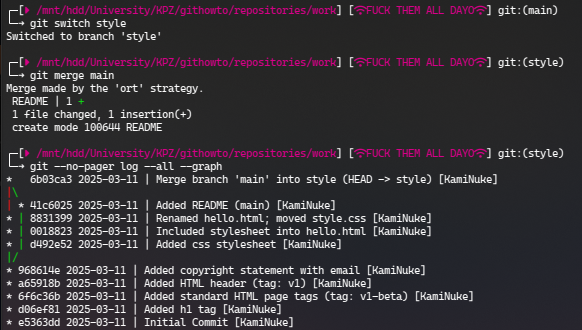 ┌─[ /mnt/hdd/University/KPZ/githowto/repositories/work] [FUCK THEM ALL DAYO] git:(main)
└─→ git switch style
Switched to branch 'style'
┌─[ /mnt/hdd/University/KPZ/githowto/repositories/work] [FUCK THEM ALL DAYO] git:(style)
└─→ git merge main
Merge made by the 'ort' strategy.
 README | 1 +
 1 file changed, 1 insertion(+)
 create mode 100644 README
┌─[ /mnt/hdd/University/KPZ/githowto/repositories/work] [FUCK THEM ALL DAYO] git:(style)
└─→ git --no-pager log --all --graph
*   6b03ca3 2025-03-11 | Merge branch 'main' into style (HEAD -> style) [KamiNuke]
|\
| * 41c6025 2025-03-11 | Added README (main) [KamiNuke]
* | 8831399 2025-03-11 | Renamed hello.html; moved style.css [KamiNuke]
* | 0018823 2025-03-11 | Included stylesheet into hello.html [KamiNuke]
* | d492e52 2025-03-11 | Added css stylesheet [KamiNuke]
|/
* 968614e 2025-03-11 | Added copyright statement with email [KamiNuke]
* a65918b 2025-03-11 | Added HTML header (tag: v1) [KamiNuke]
* 6f6c36b 2025-03-11 | Added standard HTML page tags (tag: v1-beta) [KamiNuke]
* d06ef81 2025-03-11 | Added h1 tag [KamiNuke]
* e5363dd 2025-03-11 | Initial Commit [KamiNuke]